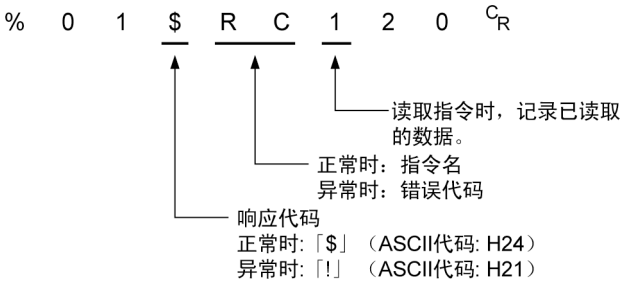 % 0 1 $ R C 1 2 0 CR
读取指令时，记录已读取
的数据。
正常时：指令名
异常时：错误代码
响应代码
正常时:「$」（ASCII代码: H24）
异常时:「!」（ASCII代码: H21）